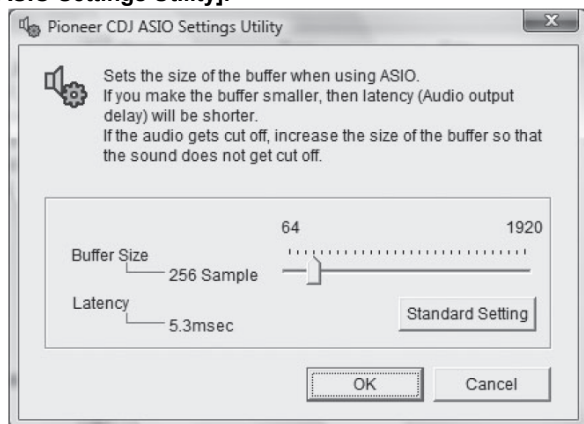 ASIO Settings Utility].
Pioneer CDJ ASIO Settings Utility
Sets the size of the buffer when using ASIO.
If you make the buffer smaller, then latency (Audio output
delay) will be shorter.
If the audio gets cut off, increase the size of the buffer so that
the sound does not get cut off.
64 1920
Buffer Size
256 Sample
Latency
5.3msec
Standard Setting
OK Cancel